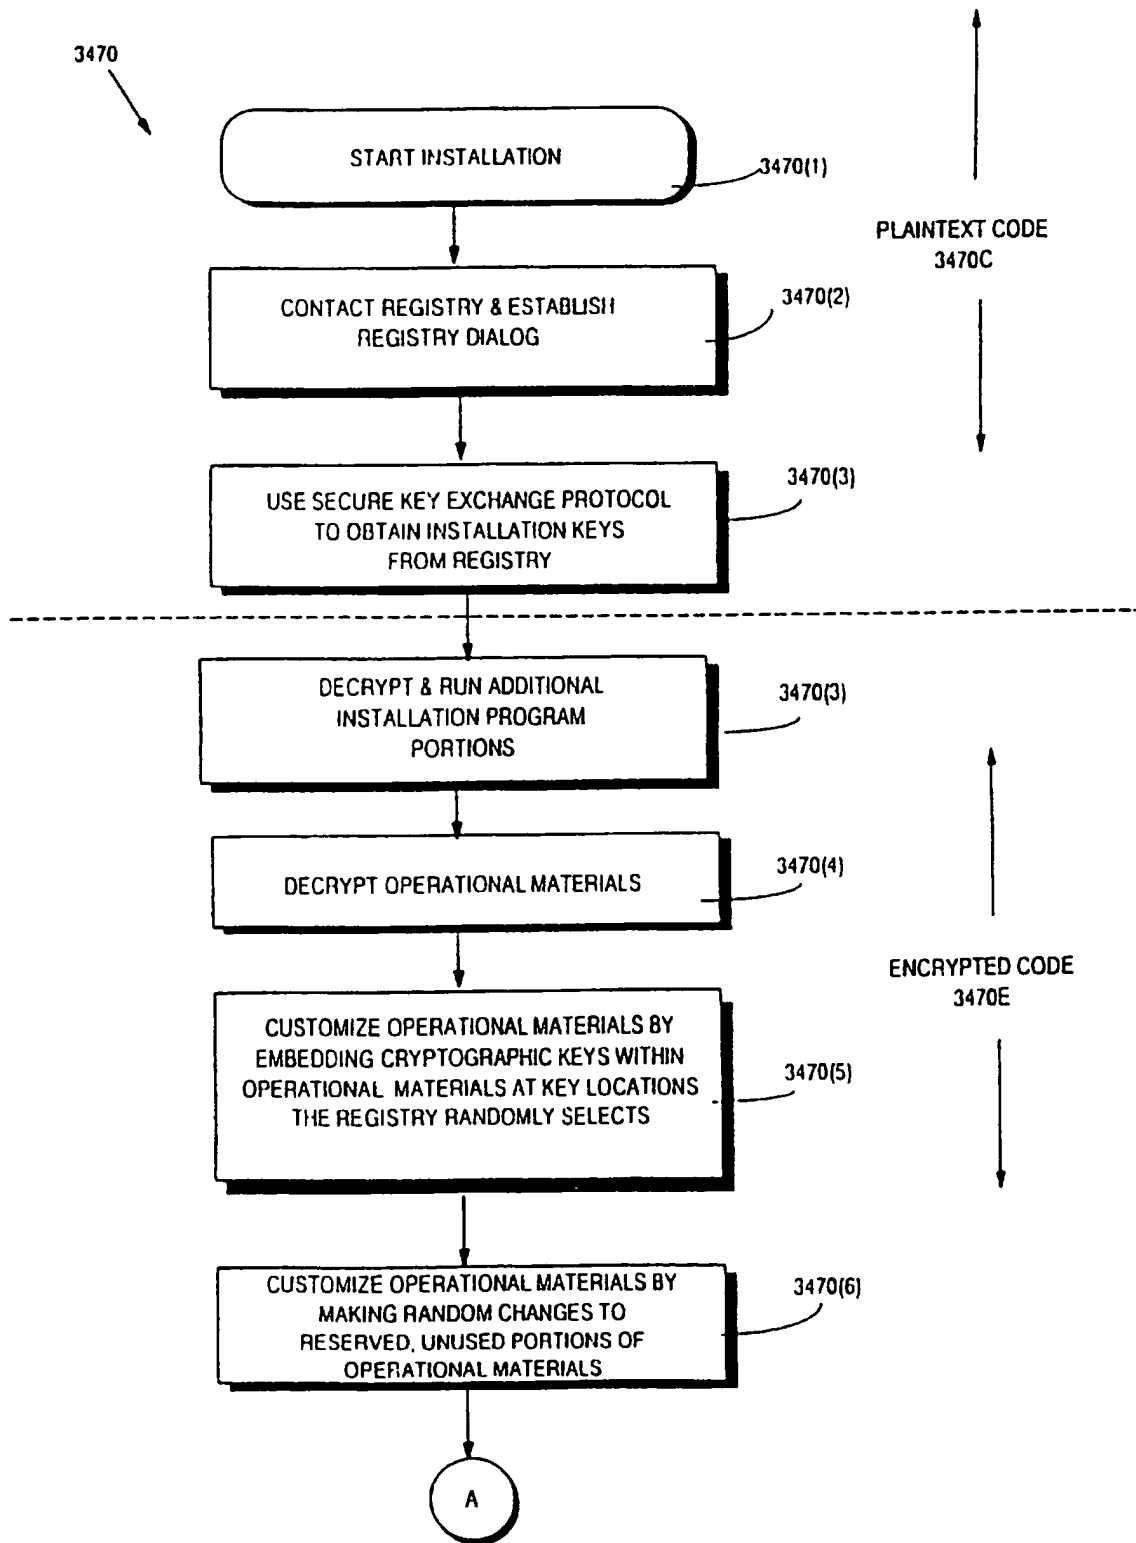 3470
START INSTALLATION
3470(1)
PLAINTEXT CODE
3470C
CONTACT REGISTRY & ESTABLISH
REGISTRY DIALOG
3470(2)
USE SECURE KEY EXCHANGE PROTOCOL
TO OBTAIN INSTALLATION KEYS
FROM REGISTRY
3470(3)
DECRYPT & RUN ADDITIONAL
INSTALLATION PROGRAM
PORTIONS
3470(3)
DECRYPT OPERATIONAL MATERIALS
3470(4)
ENCRYPTED CODE
3470E
CUSTOMIZE OPERATIONAL MATERIALS BY
EMBEDDING CRYPTOGRAPHIC KEYS WITHIN
OPERATIONAL MATERIALS AT KEY LOCATIONS
THE REGISTRY RANDOMLY SELECTS
3470(5)
CUSTOMIZE OPERATIONAL MATERIALS BY
MAKING RANDOM CHANGES TO
RESERVED, UNUSED PORTIONS OF
OPERATIONAL MATERIALS
3470(6)
A